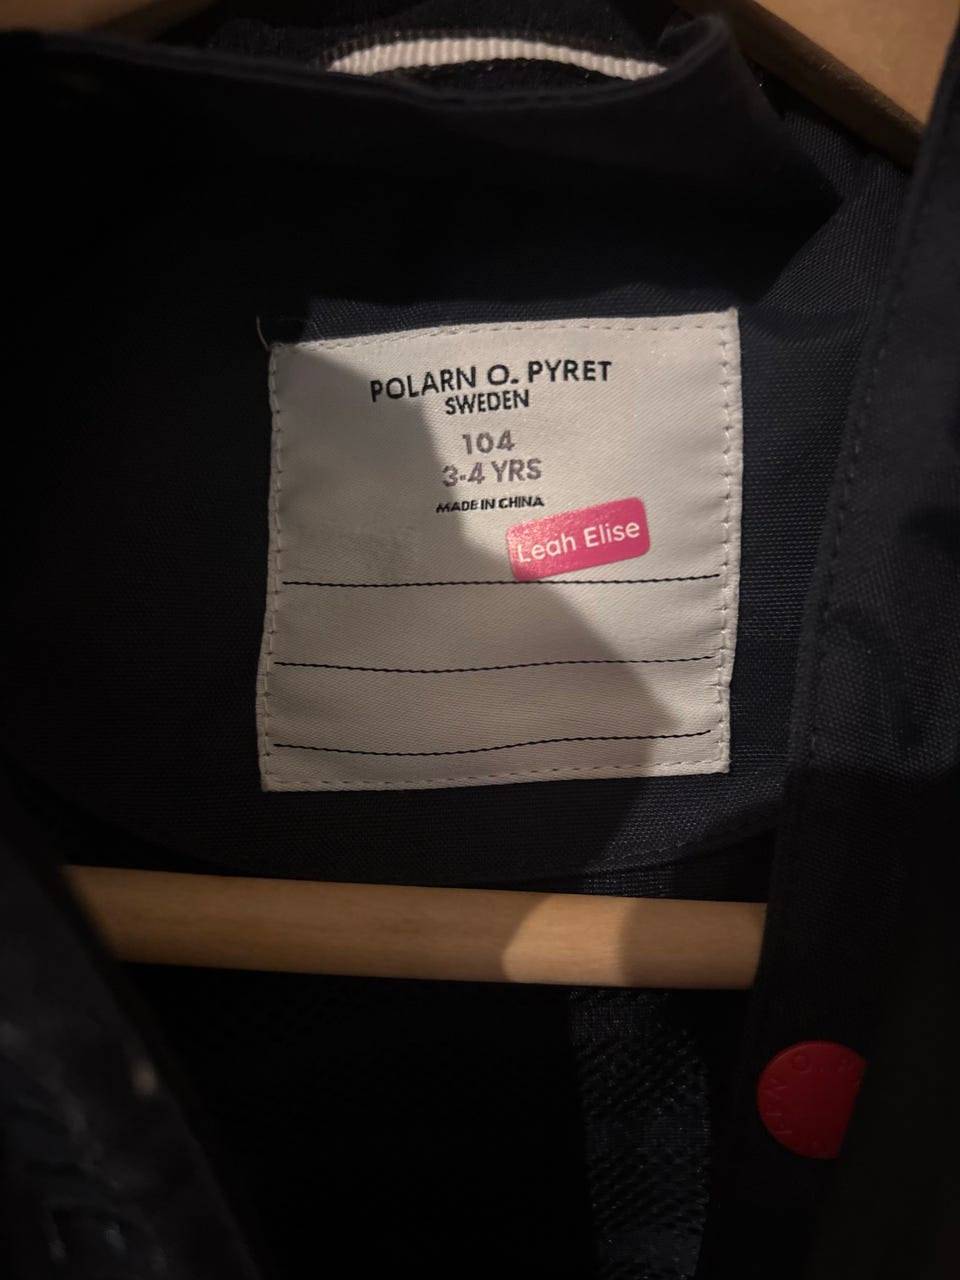 POLARN O. PYRET
SWEDEN
104
3-4 YRS
MADE IN CHINA
Leah Elise